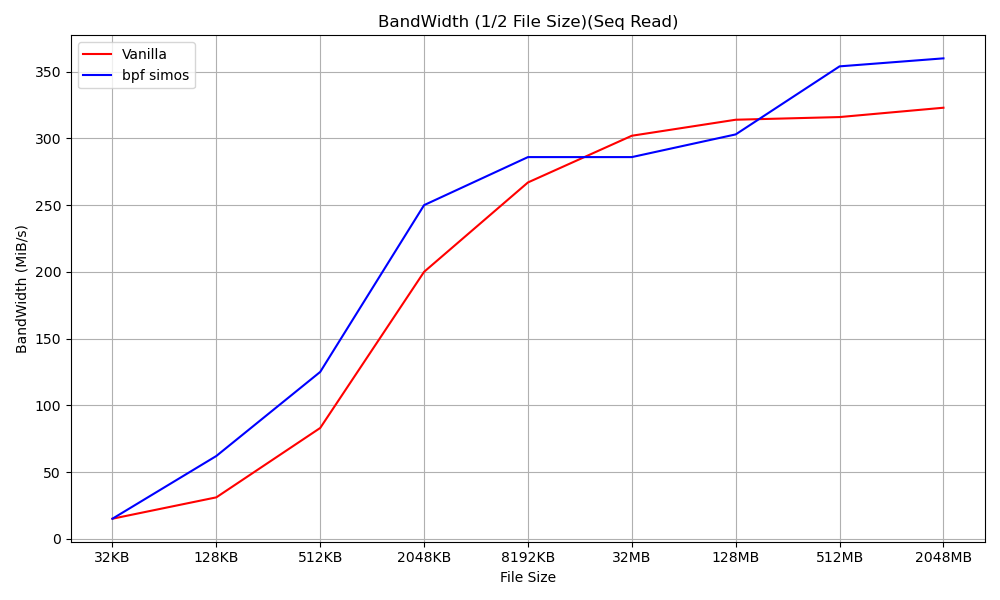 BandWidth (1/2 File Size)(Seq Read)
Vanilla
bpf simos
BandWidth (MiB/s)
350
300
250
200
150
100
50
0
32KB 128KB 512KB 2048KB 8192KB 32MB 128MB 512MB 2048MB
File Size